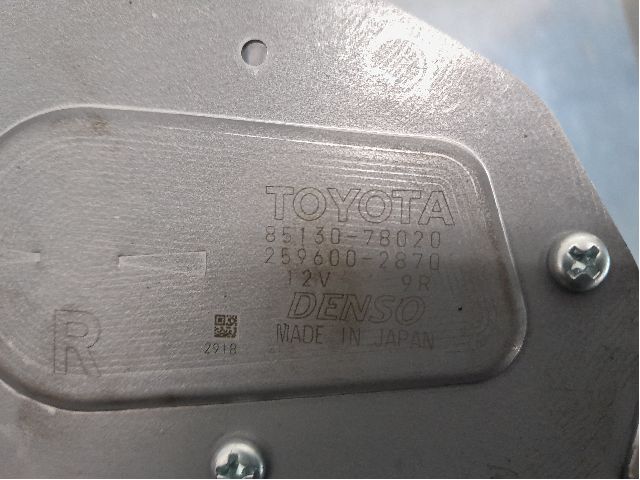 TOYOTA
85130-78020
259600-2870
12V 9R
DENSO
MADE IN JAPAN
R
2918